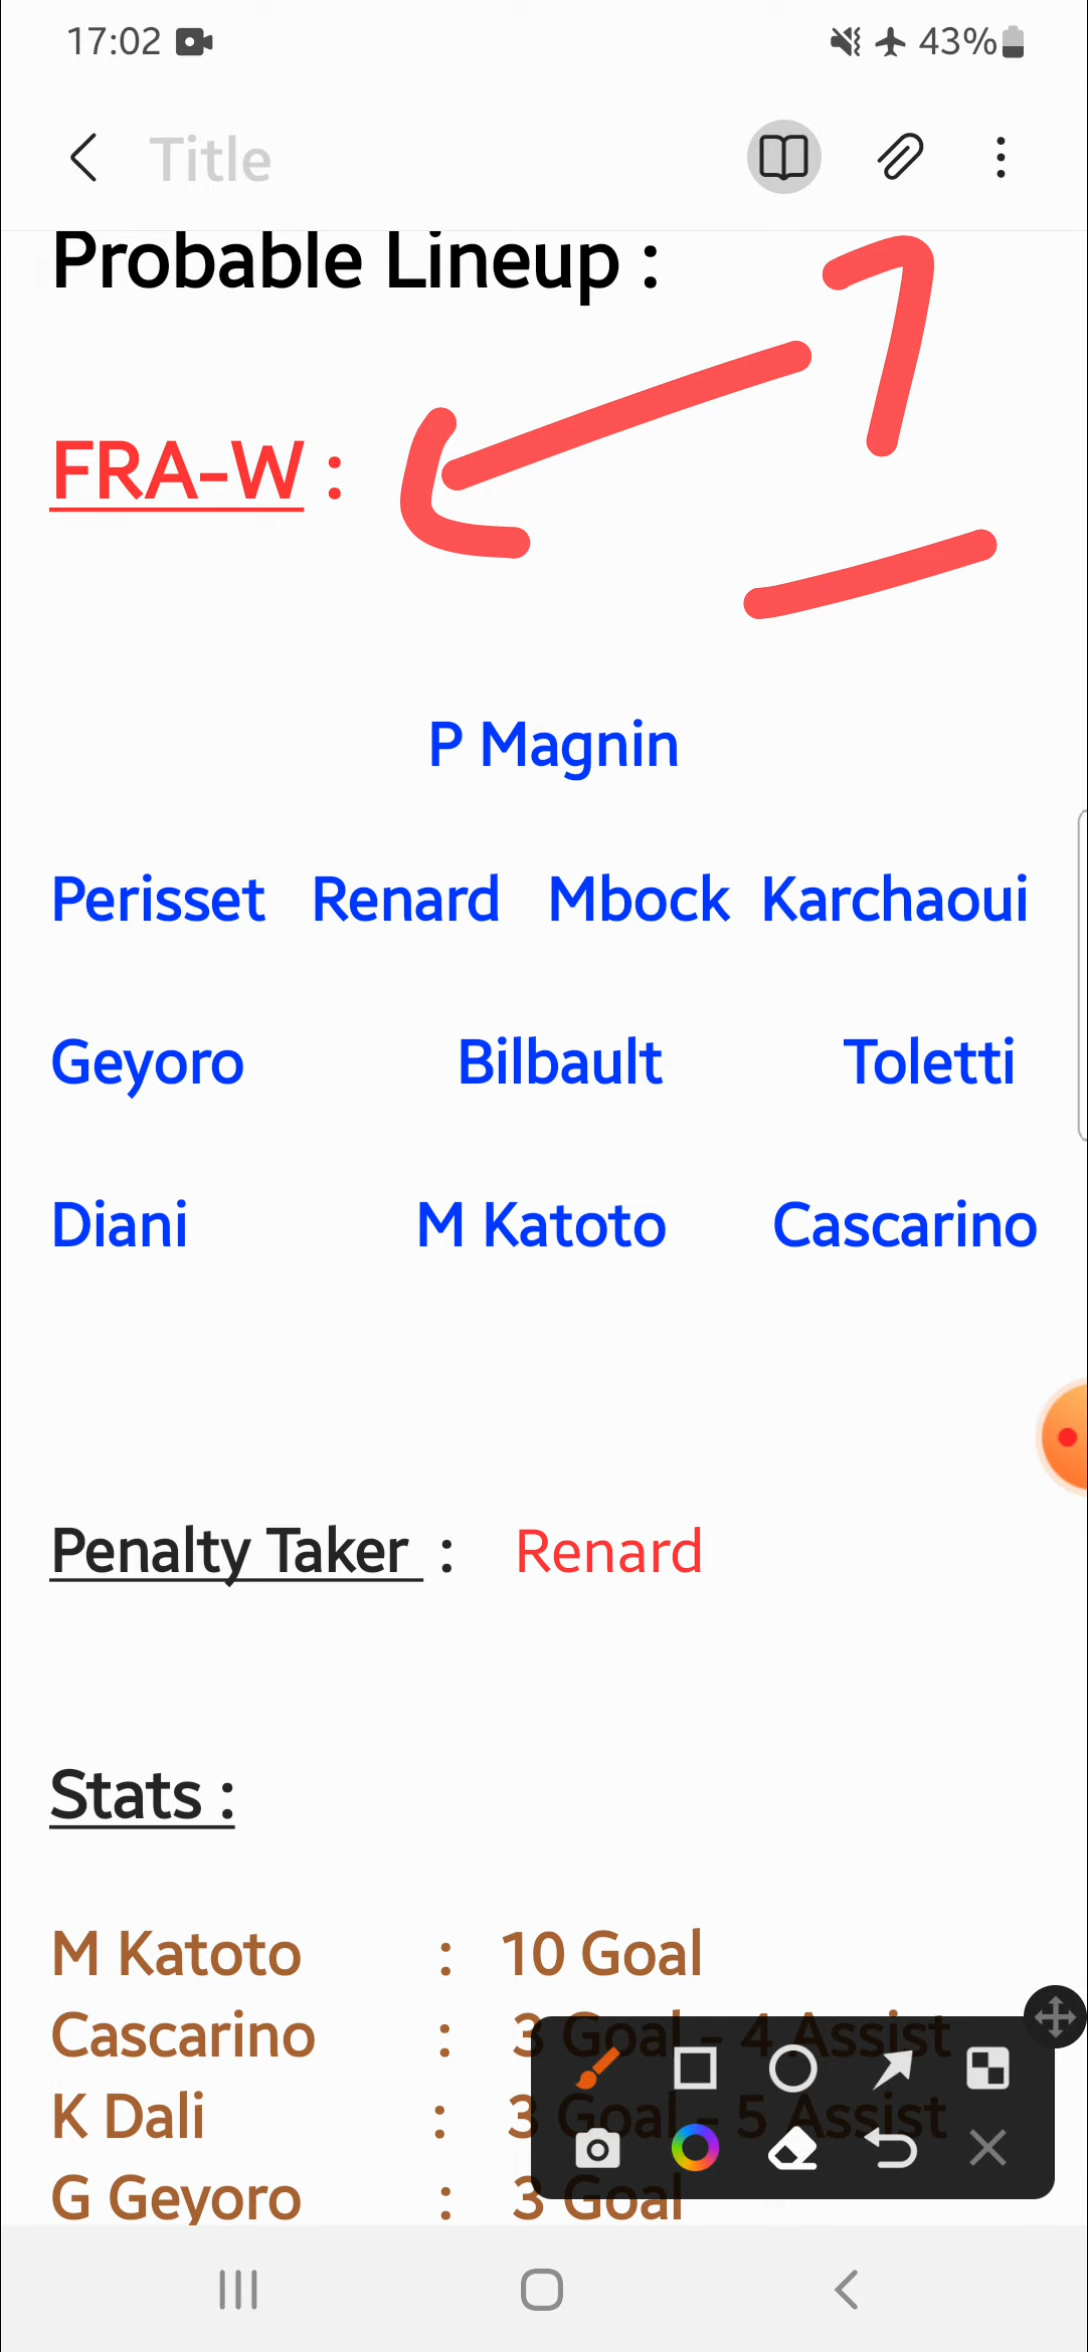 17:02 43%
Title
Probable Lineup :
FRA-W :
P Magnin
Perisset Renard Mbock Karchaoui
Geyoro Bilbault Toletti
Diani M Katoto Cascarino
Penalty Taker : Renard
Stats :
M Katoto : 10 Goal
Cascarino : 3 Goal - 4 Assist
K Dali : 3 Goal - 5 Assist
G Geyoro : 3 Goal